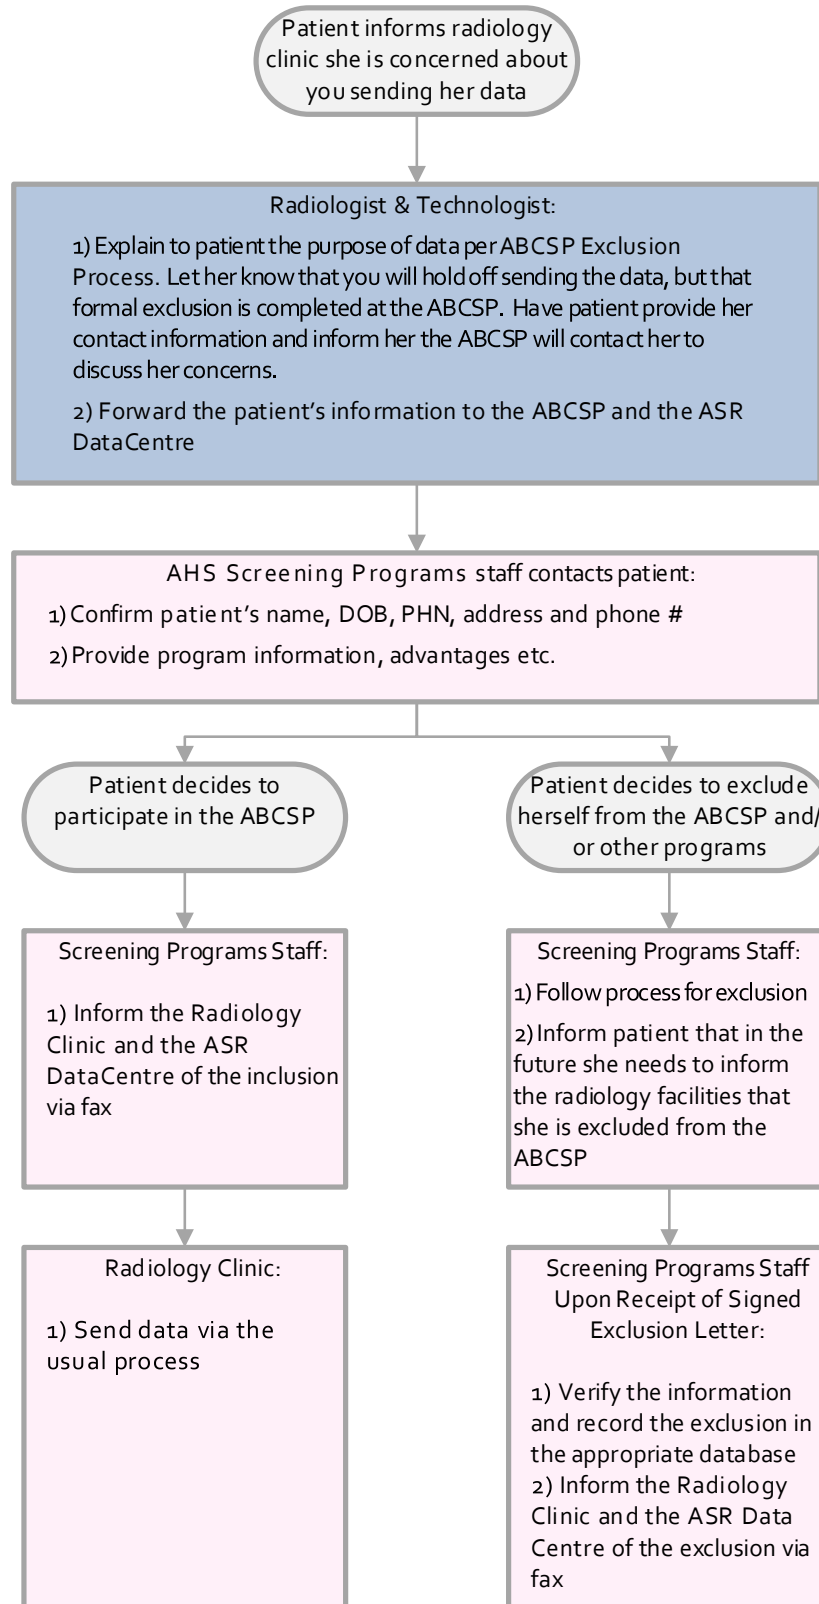 Patient informs radiology
clinic she is concerned about
you sending her data
Radiologist & Technologist:
1) Explain to patient the purpose of data per ABCSP Exclusion
Process. Let her know that you will hold off sending the data, but that
formal exclusion is completed at the ABCSP. Have patient provide her
contact information and inform her the ABCSP will contact her to
discuss her concerns.
2) Forward the patient's information to the ABCSP and the ASR
DataCentre
AHS Screening Programs staff contacts patient:
1) Confirm patient's name, DOB, PHN, address and phone #
2) Provide program information, advantages etc.
Patient decides to
participate in the ABCSP
Patient decides to exclude
herself from the ABCSP and/
or other programs
Screening Programs Staff:
1) Inform the Radiology
Clinic and the ASR
DataCentre of the inclusion
via fax
Screening Programs Staff:
1) Follow process for exclusion
2) Inform patient that in the
future she needs to inform
the radiology facilities that
she is excluded from the
ABCSP
Radiology Clinic:
1) Send data via the
usual process
Screening Programs Staff
Upon Receipt of Signed
Exclusion Letter:
1) Verify the information
and record the exclusion in
the appropriate database
2) Inform the Radiology
Clinic and the ASR Data
Centre of the exclusion via
fax